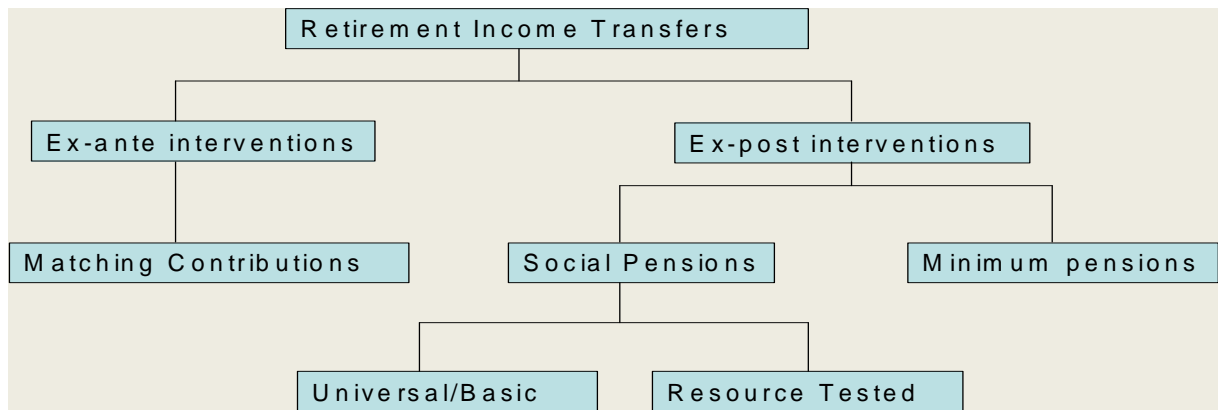 Retirement Income Transfers
Ex-ante interventions
Ex-post interventions
Matching Contributions
Social Pensions
Minimum pensions
Universal/Basic
Resource Tested